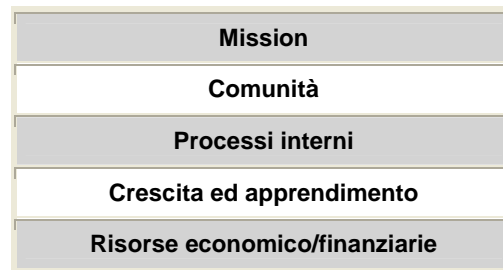 Mission
Comunità
Processi interni
Crescita ed apprendimento
Risorse economico/finanziarie